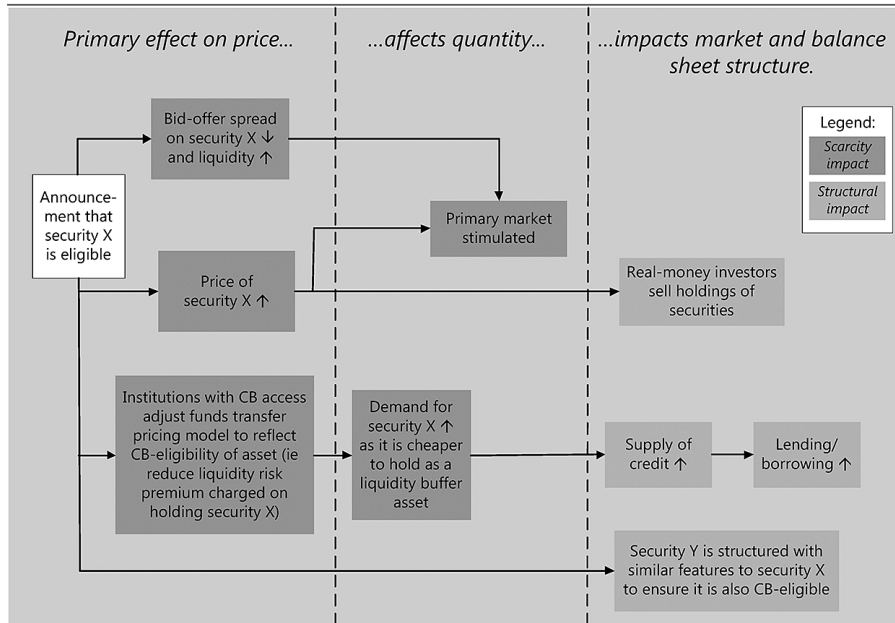 Primary effect on price...
...affects quantity...
...impacts market and balance
sheet structure.
Bid-offer spread
on security X ↓
and liquidity ↑
Legend:
Scarcity
impact
Structural
impact
Announce-
ment that
security X
is eligible
Primary market
stimulated
Price of
security X ↑
Real-money investors
sell holdings of
securities
Institutions with CB access
adjust funds transfer
pricing model to reflect
CB-eligibility of asset (ie
reduce liquidity risk
premium charged on
holding security X)
Demand for
security X ↑
as it is cheaper
to hold as a
liquidity buffer
asset
Supply of
credit ↑
Lending/
borrowing ↑
Security Y is structured with
similar features to security X
to ensure it is also CB-eligible